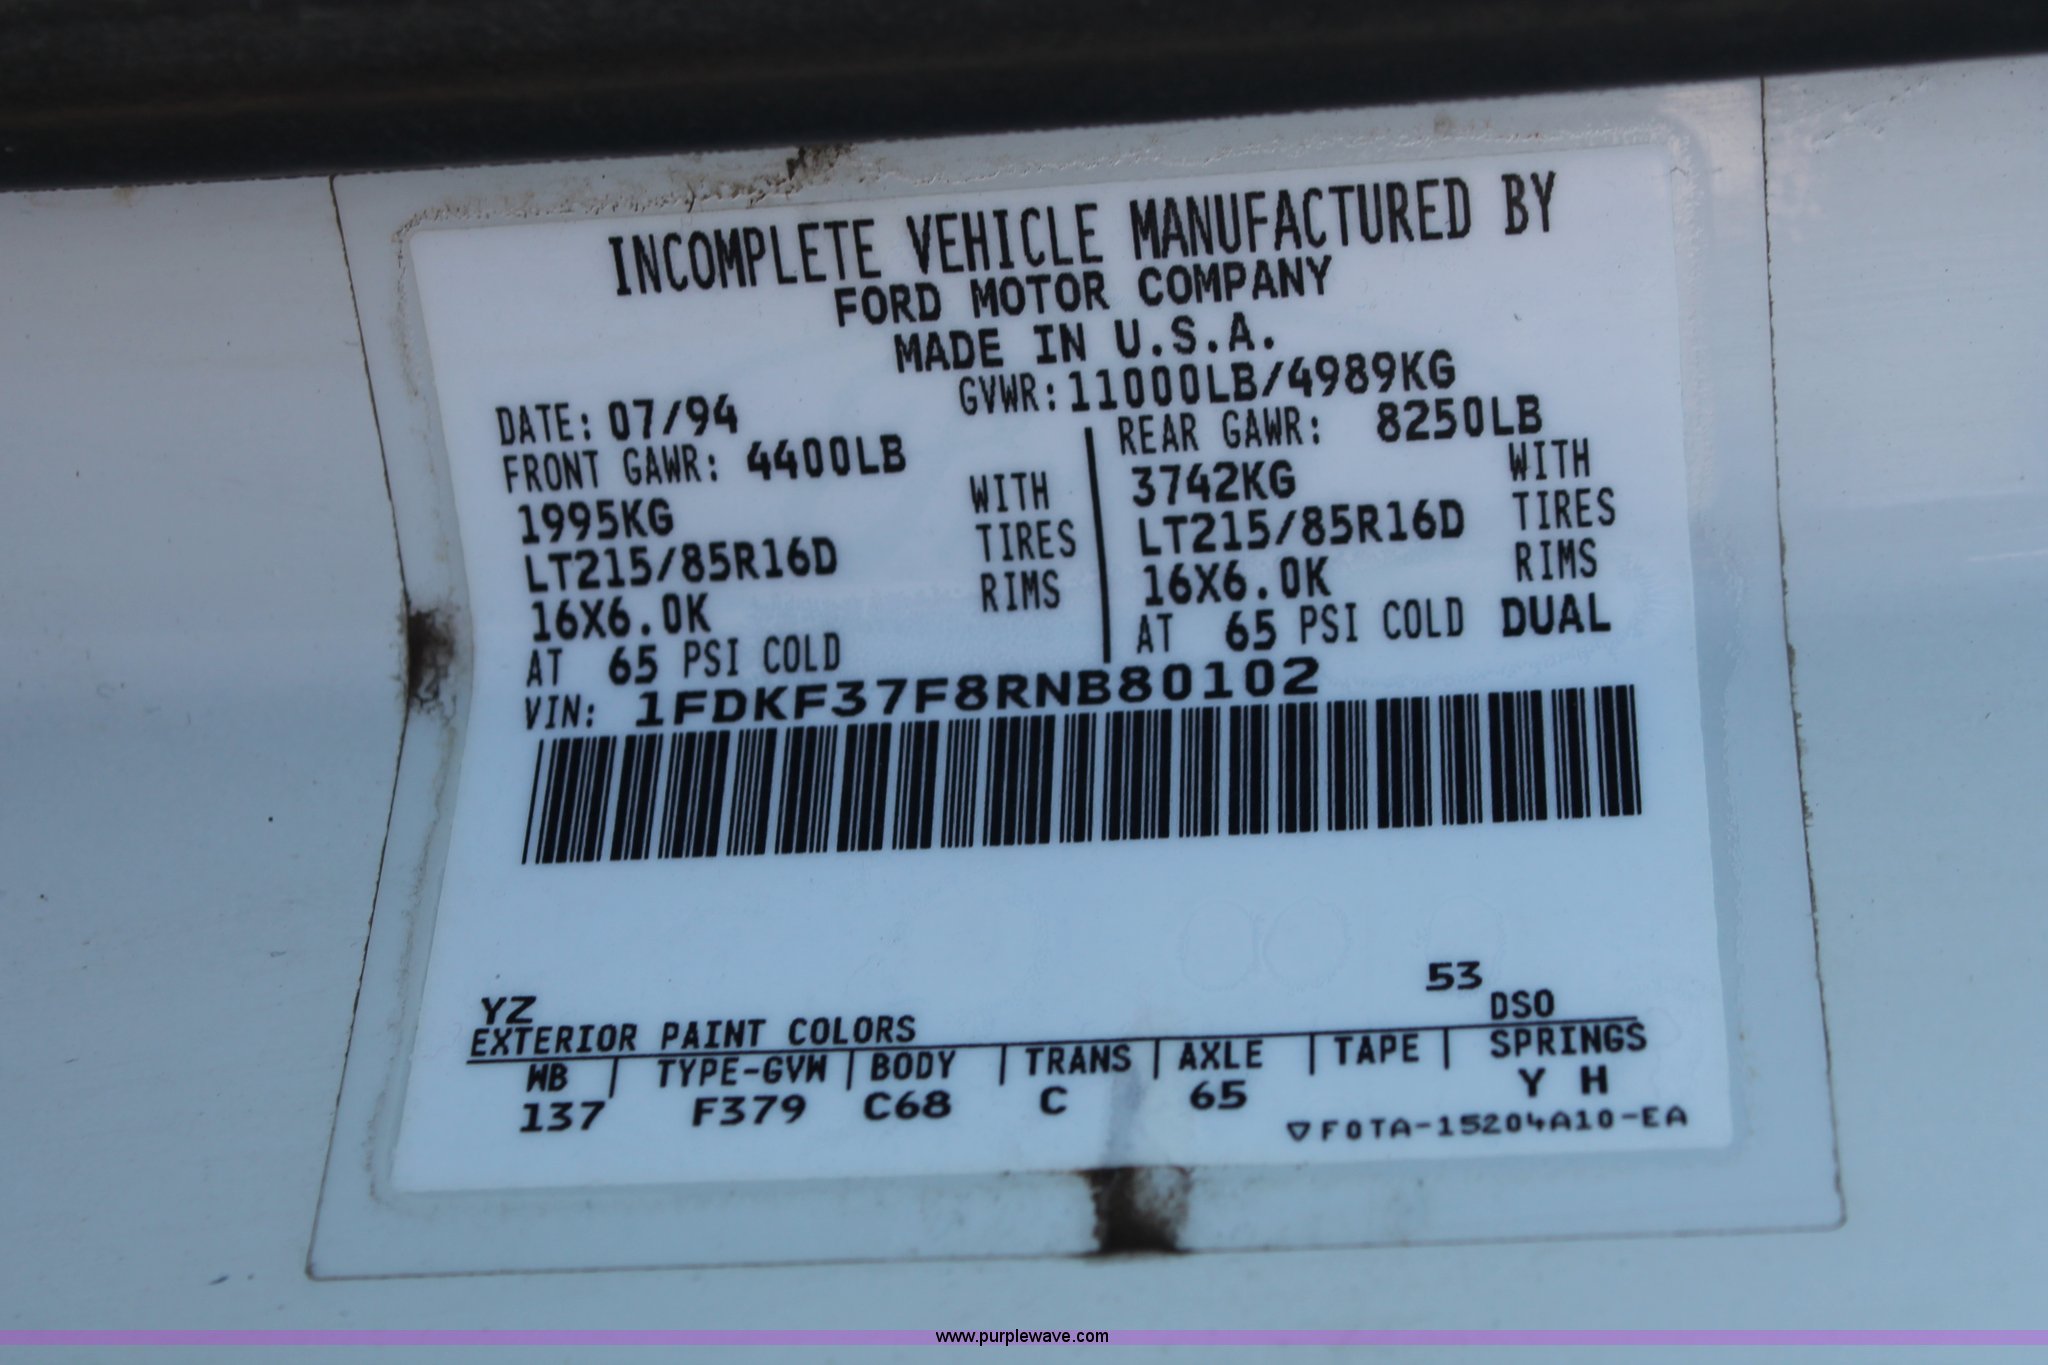 INCOMPLETE VEHICLE MANUFACTURED BY
FORD MOTOR COMPANY
MADE IN U.S.A.
DATE: 07/94 GVWR: 11000LB/4989KG
FRONT GAWR: 4400LB REAR GAWR: 8250LB
1995KG WITH 3742KG WITH
LT215/85R16D TIRES LT215/85R16D TIRES
16X6.0K RIMS 16X6.0K RIMS
AT 65 PSI COLD AT 65 PSI COLD DUAL
VIN: 1FDKF37F8RNB80102
53
YZ DSO
EXTERIOR PAINT COLORS
WB | TYPE-GVW | BODY | TRANS | AXLE | TAPE | SPRINGS
137 F379 C68 C 65 Y H
▽F0TA-15204A10-EA
www.purplewave.com